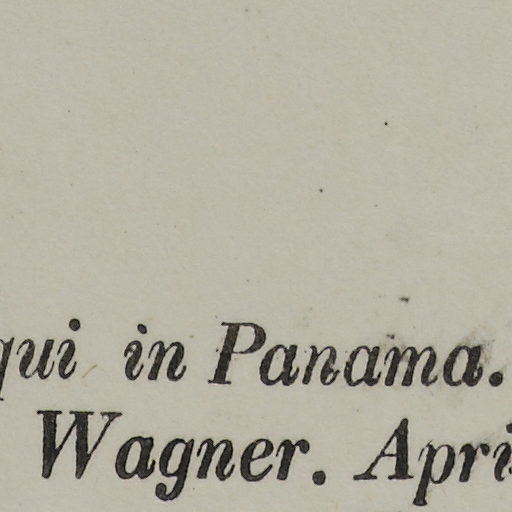 qui in Panama.
Wagner. Apri